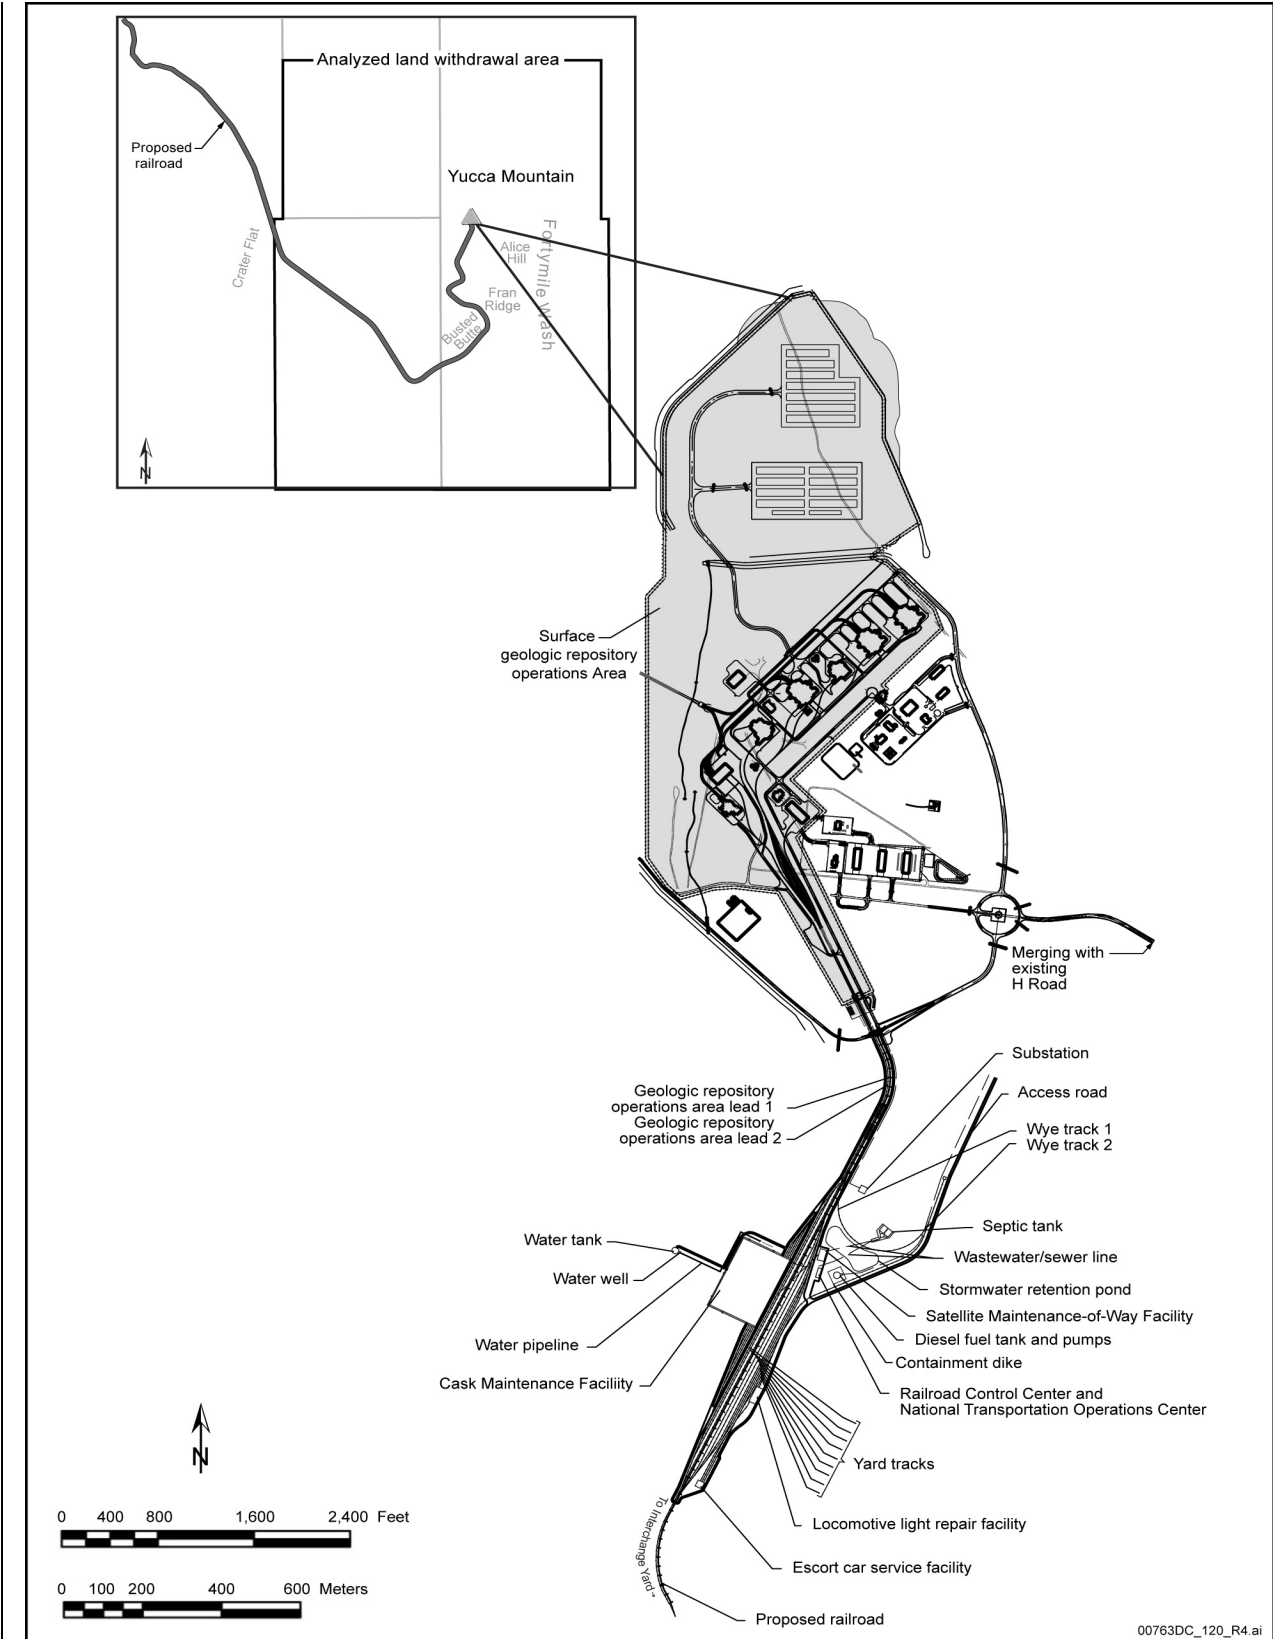 Analyzed land withdrawal area
Proposed
railroad
Yucca Mountain
Crater Flat
Alice
Hill
Fortymile Wash
Fran
Ridge
Busted
Butte
N
Surface
geologic repository
operations Area
Merging with
existing
H Road
Substation
Geologic repository
operations area lead 1
Geologic repository
operations area lead 2
Access road
Wye track 1
Wye track 2
Septic tank
Water tank
Wastewater/sewer line
Water well
Stormwater retention pond
Satellite Maintenance-of-Way Facility
Water pipeline
Diesel fuel tank and pumps
Containment dike
Cask Maintenance Faciliity
Railroad Control Center and
National Transportation Operations Center
N
Yard tracks
To Interchange Yard
0 400 800 1,600 2,400 Feet
Locomotive light repair facility
Escort car service facility
0 100 200 400 600 Meters
Proposed railroad
00763DC_120_R4.ai